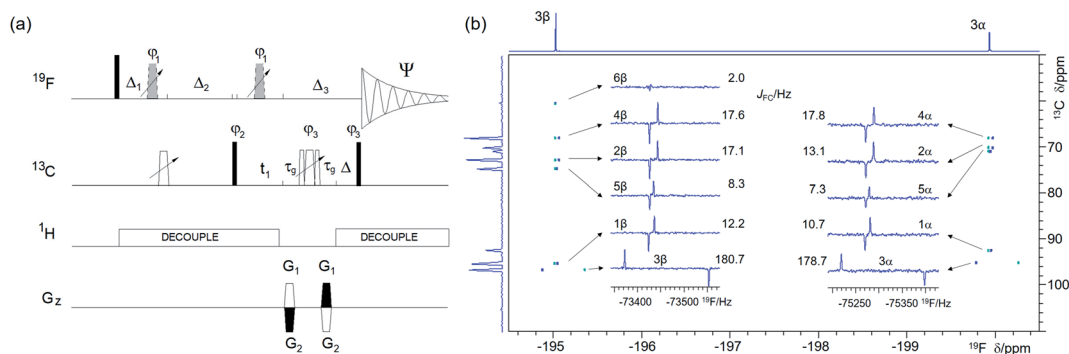 (a)
¹⁹F
φ₁
φ₁
Δ₁
Δ₂
Δ₃
Ψ
¹³C
φ₂
φ₃
φ₃
t₁
τg
τg
Δ
¹H
DECOUPLE
DECOUPLE
Gz
G₁
G₁
G₂
G₂
(b)
3β
3α
6β
2.0
JFC/Hz
4β
17.6
17.8
4α
2β
17.1
13.1
2α
5β
8.3
7.3
5α
1β
12.2
10.7
1α
3β
180.7
178.7
3α
-73400
-73500
¹⁹F/Hz
-75250
-75350
¹⁹F/Hz
70
80
90
100
¹³C δ/ppm
-195
-196
-197
-198
-199
¹⁹F δ/ppm